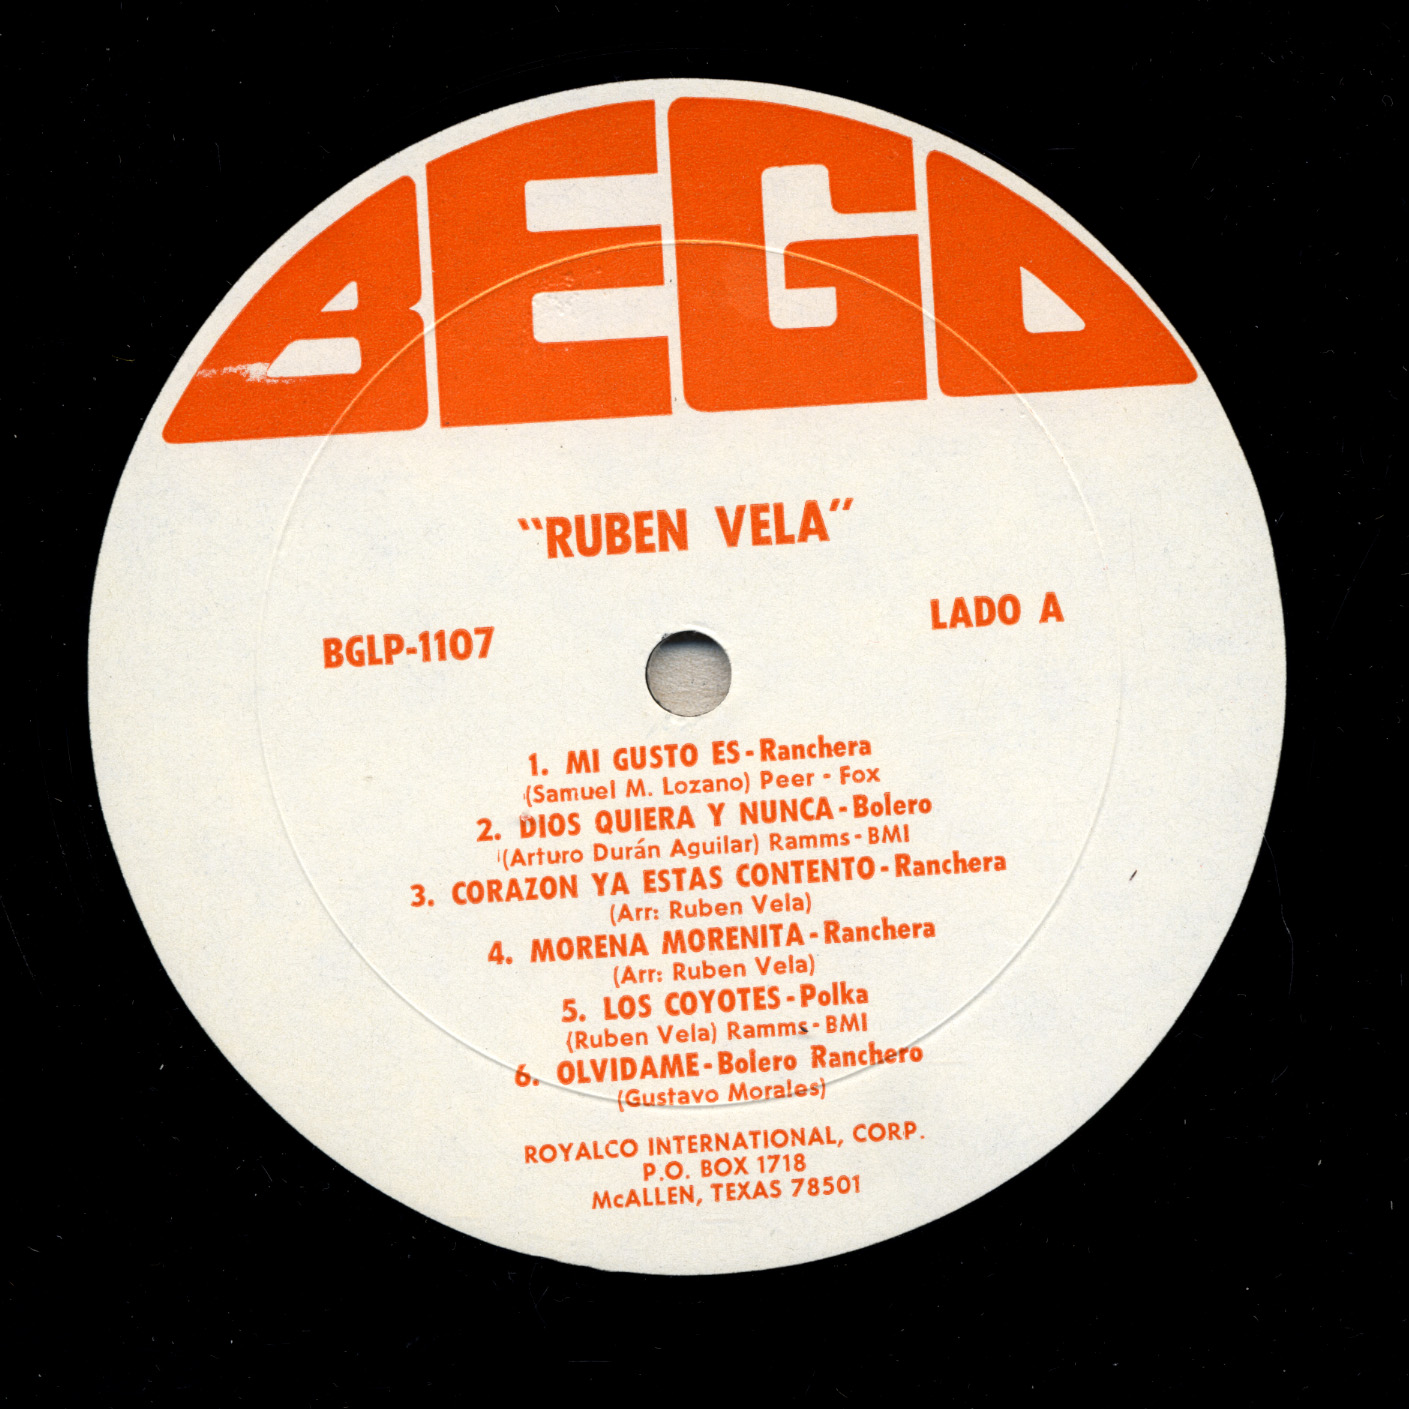 BEGO
"RUBEN VELA"
LADO A
BGLP-1107
1. MI GUSTO ES-Ranchera
(Samuel M. Lozano) Peer - Fox
2. DIOS QUIERA Y NUNCA-Bolero
(Arturo Durán Aguilar) Ramms-BMI
3. CORAZON YA ESTAS CONTENTO-Ranchera
(Arr: Ruben Vela)
4. MORENA MORENITA-Ranchera
(Arr: Ruben Vela)
5. LOS COYOTES-Polka
(Ruben Vela) Ramms-BMI
6. OLVIDAME-Bolero Ranchero
(Gustavo Morales)
ROYALCO INTERNATIONAL, CORP.
P.O. BOX 1718
McALLEN, TEXAS 78501